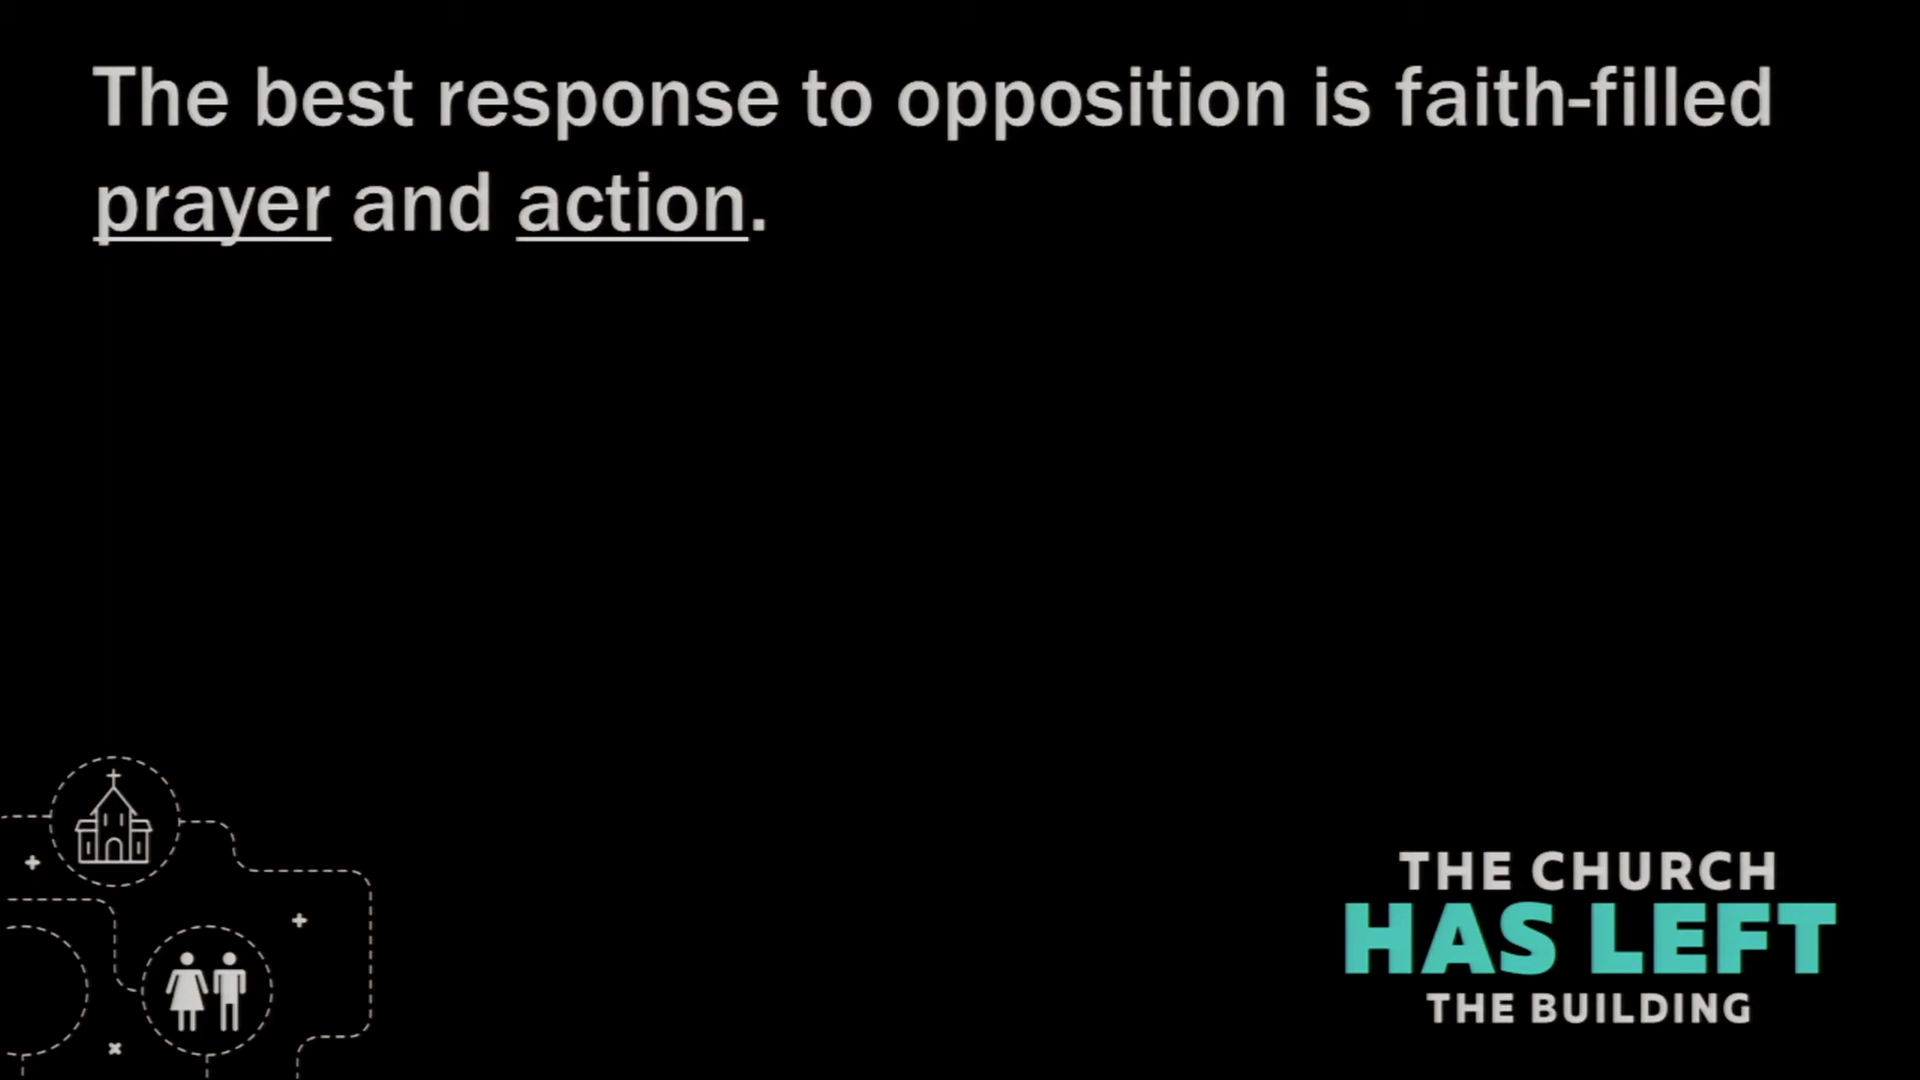 The best response to opposition is faith-filled
prayer and action.
THE CHURCH
HAS LEFT
THE BUILDING